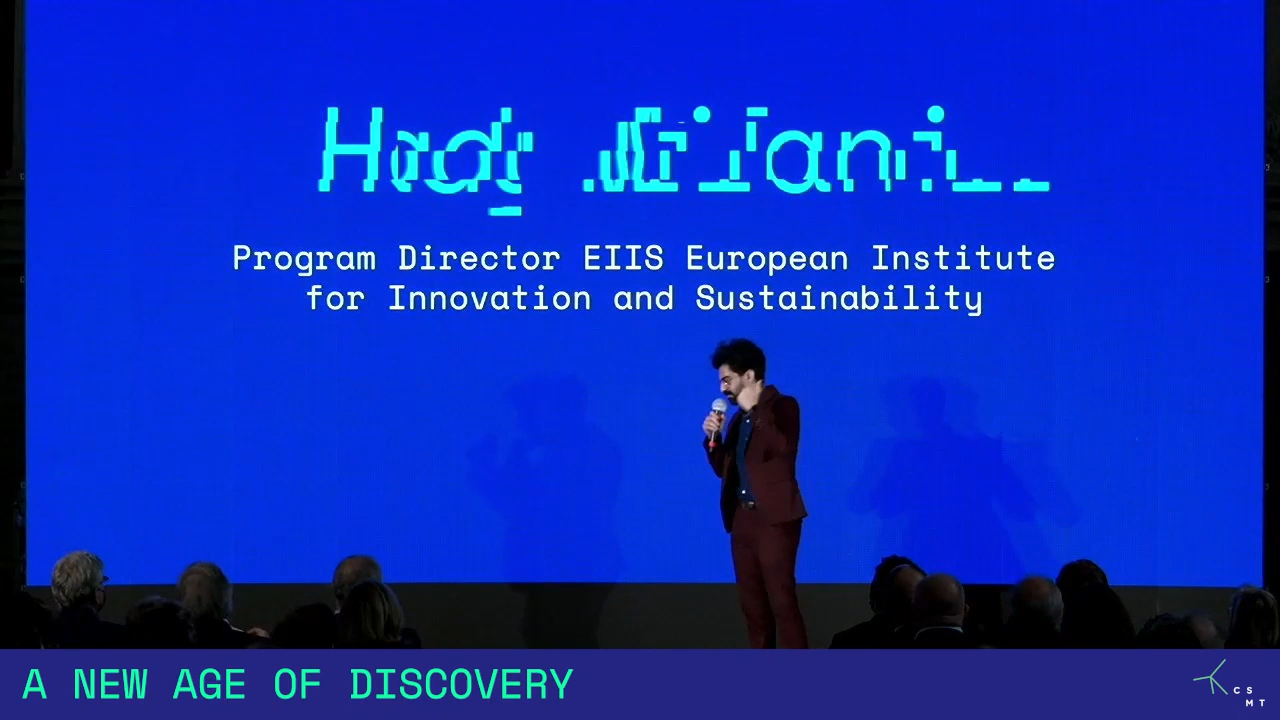 Program Director EIIS European Institute
for Innovation and Sustainability
A NEW AGE OF DISCOVERY
CS
MT